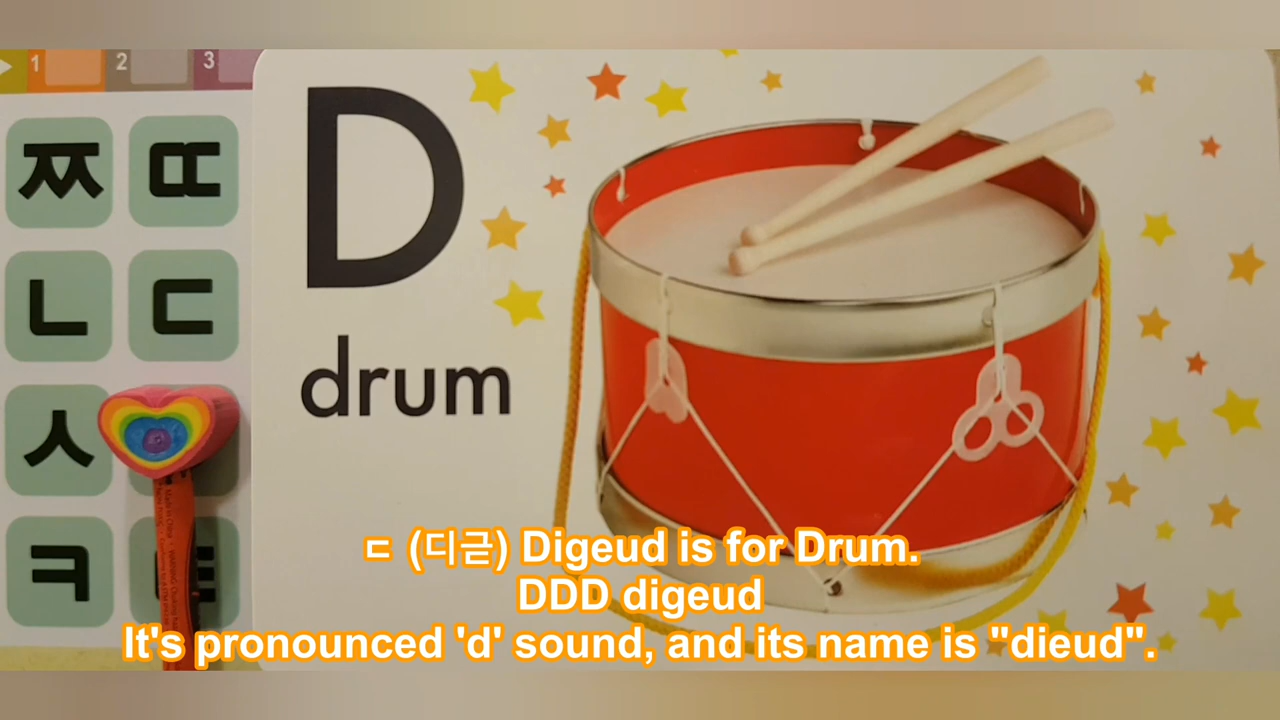 1 2 3
ㅉ ㄸ
ㄴ ㄷ
ㅅ
ㅋ
D
drum
ㄷ (디귿) Digeud is for Drum.
DDD digeud
It's pronounced 'd' sound, and its name is "dieud".